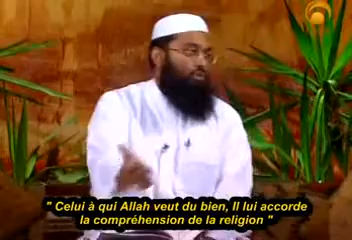 " Celui à qui Allah veut du bien, Il lui accorde
la compréhension de la religion "